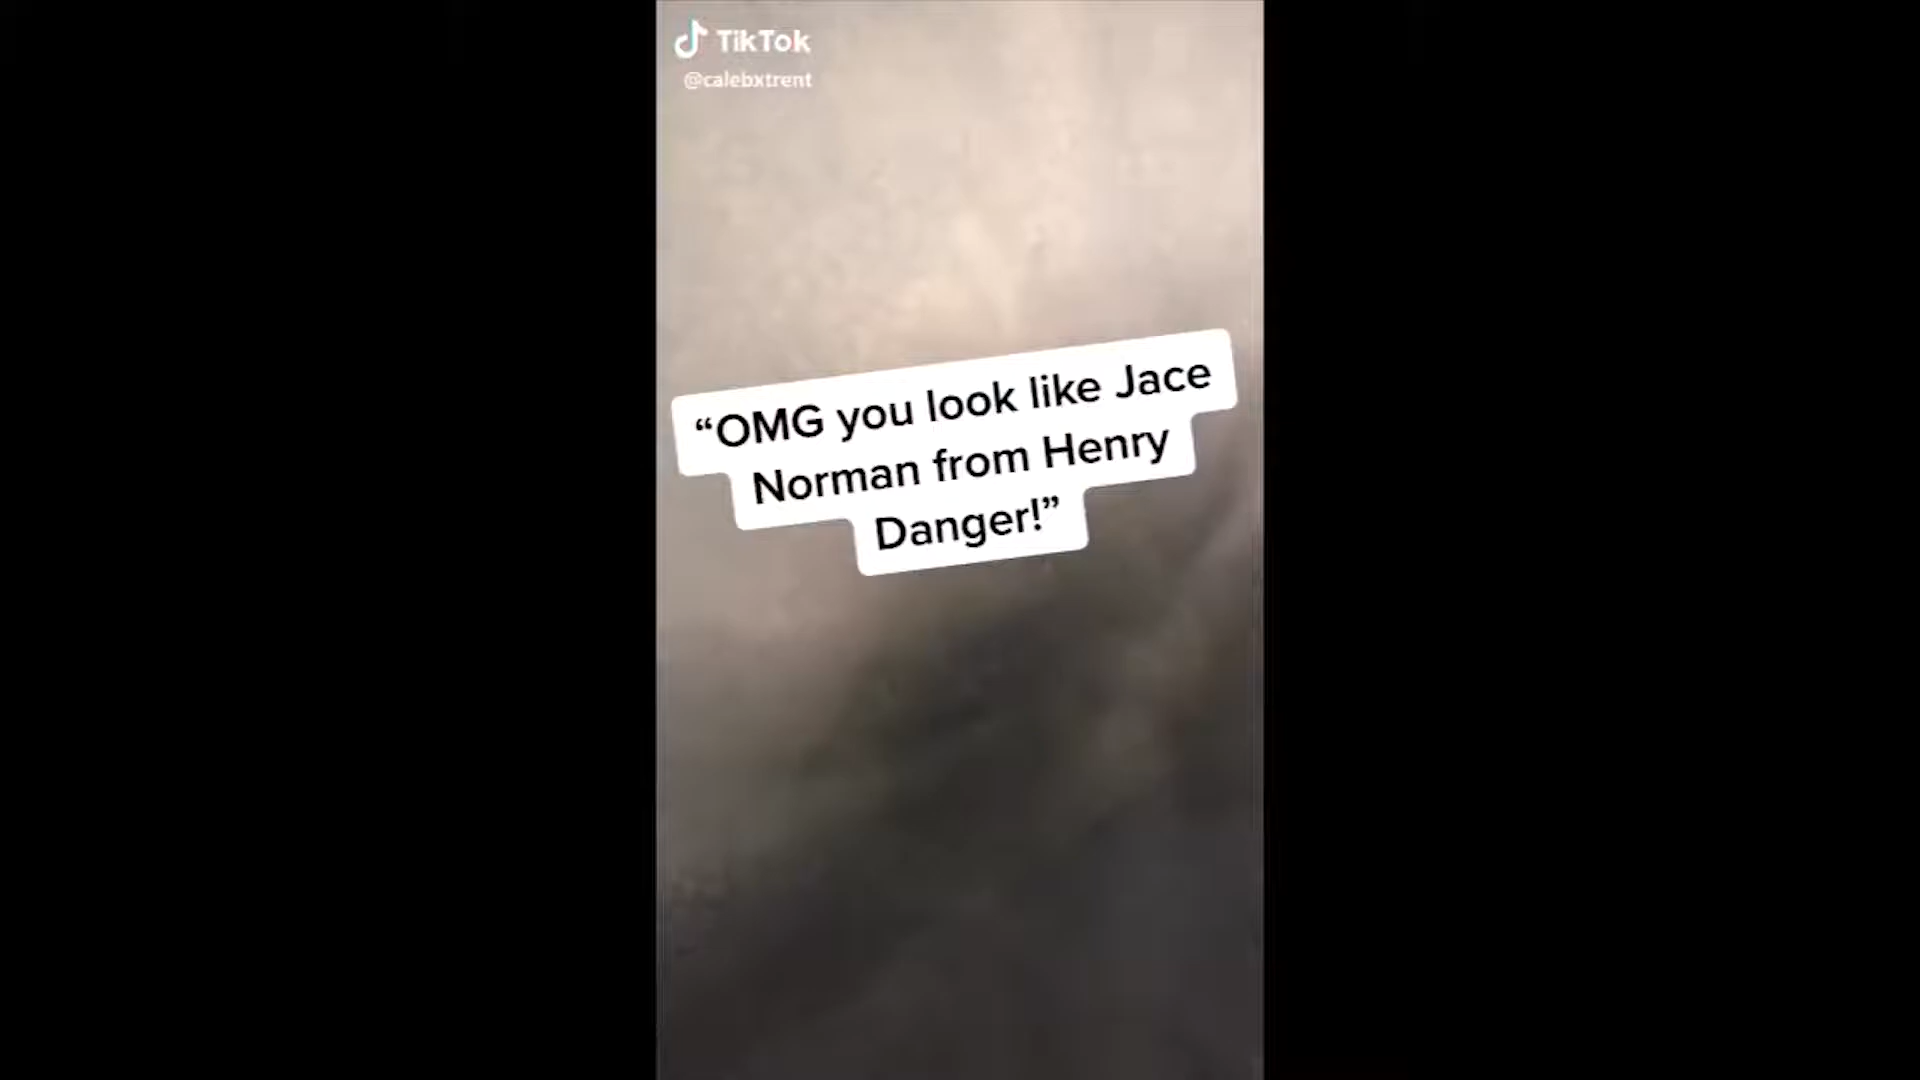 TikTok
@calebxtrent
“OMG you look like Jace
Norman from Henry
Danger!”